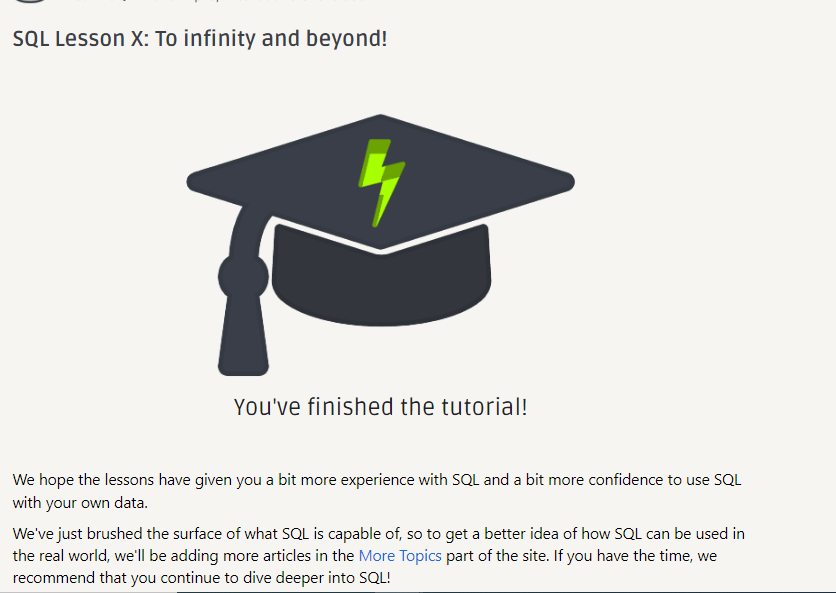 SQL Lesson X: To infinity and beyond!
You've finished the tutorial!
We hope the lessons have given you a bit more experience with SQL and a bit more confidence to use SQL
with your own data.
We've just brushed the surface of what SQL is capable of, so to get a better idea of how SQL can be used in
the real world, we'll be adding more articles in the More Topics part of the site. If you have the time, we
recommend that you continue to dive deeper into SQL!